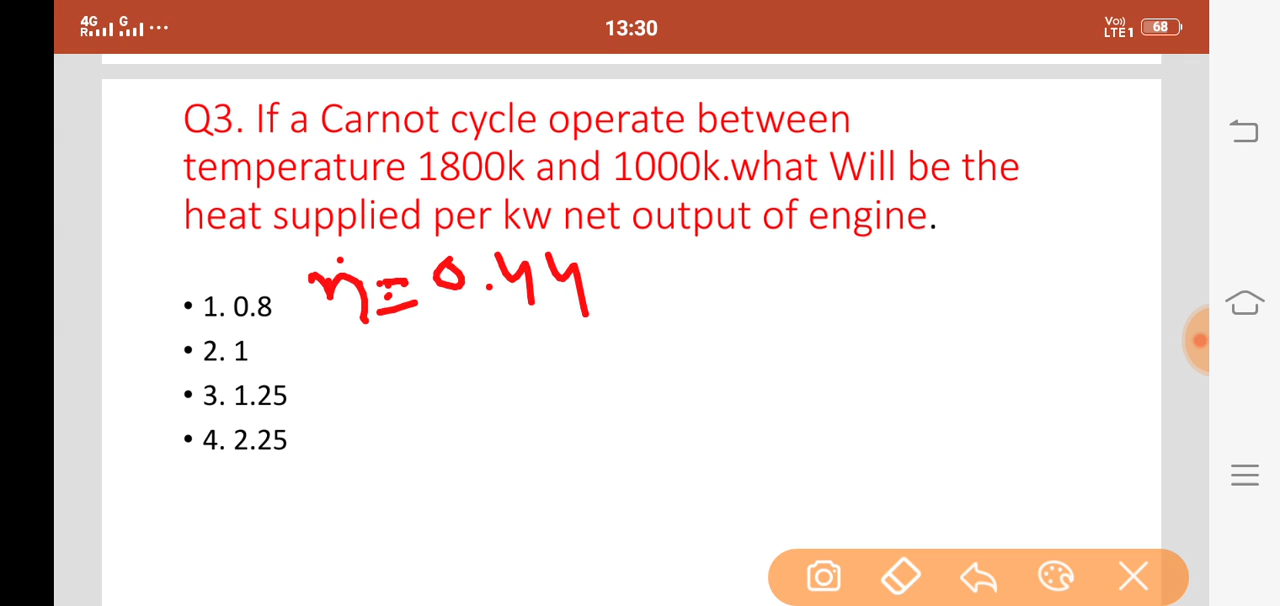 4G R G ... 13:30 Vo)) LTE 1 68
Q3. If a Carnot cycle operate between
temperature 1800k and 1000k.what Will be the
heat supplied per kw net output of engine.
η = 0.44
• 1. 0.8
• 2. 1
• 3. 1.25
• 4. 2.25